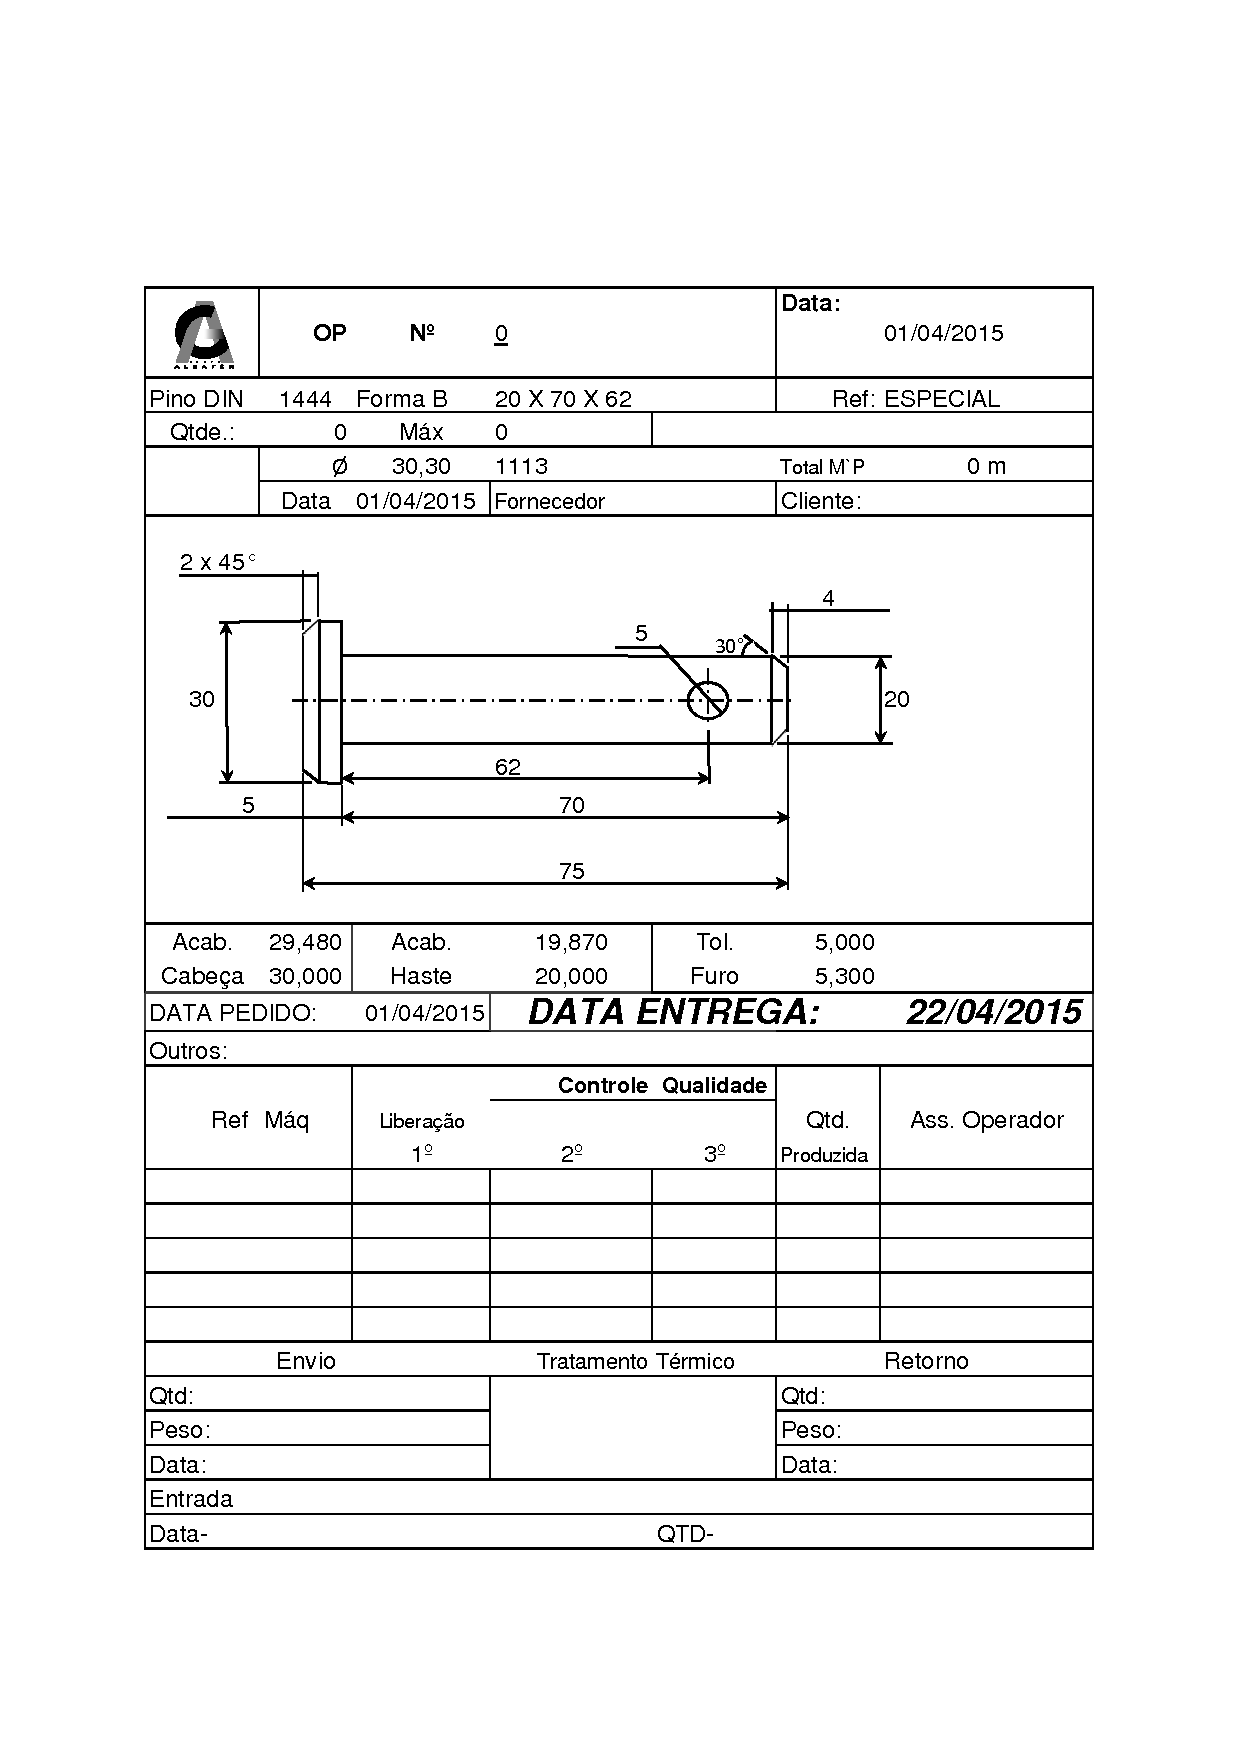 ALBAFER
OP Nº 0
Data:
01/04/2015
Pino DIN 1444 Forma B 20 X 70 X 62 Ref: ESPECIAL
Qtde.: 0 Máx 0
Ø 30,30 1113 Total M`P 0 m
Data 01/04/2015 Fornecedor Cliente:
2 x 45°
4
5
30°
30
20
62
5
70
75
Acab. 29,480 Acab. 19,870 Tol. 5,000
Cabeça 30,000 Haste 20,000 Furo 5,300
DATA PEDIDO: 01/04/2015 DATA ENTREGA: 22/04/2015
Outros:
Controle Qualidade
Ref Máq Liberação Qtd. Ass. Operador
1º 2º 3º Produzida
Envio Tratamento Térmico Retorno
Qtd: Qtd:
Peso: Peso:
Data: Data:
Entrada
Data- QTD-